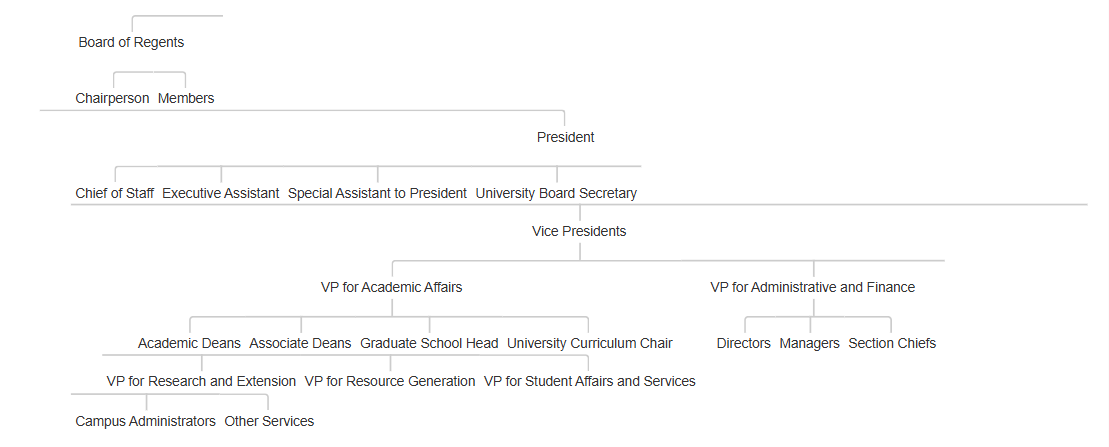 Board of Regents
Chairperson Members
President
Chief of Staff Executive Assistant Special Assistant to President University Board Secretary
Vice Presidents
VP for Academic Affairs VP for Administrative and Finance
Academic Deans Associate Deans Graduate School Head University Curriculum Chair Directors Managers Section Chiefs
VP for Research and Extension VP for Resource Generation VP for Student Affairs and Services
Campus Administrators Other Services